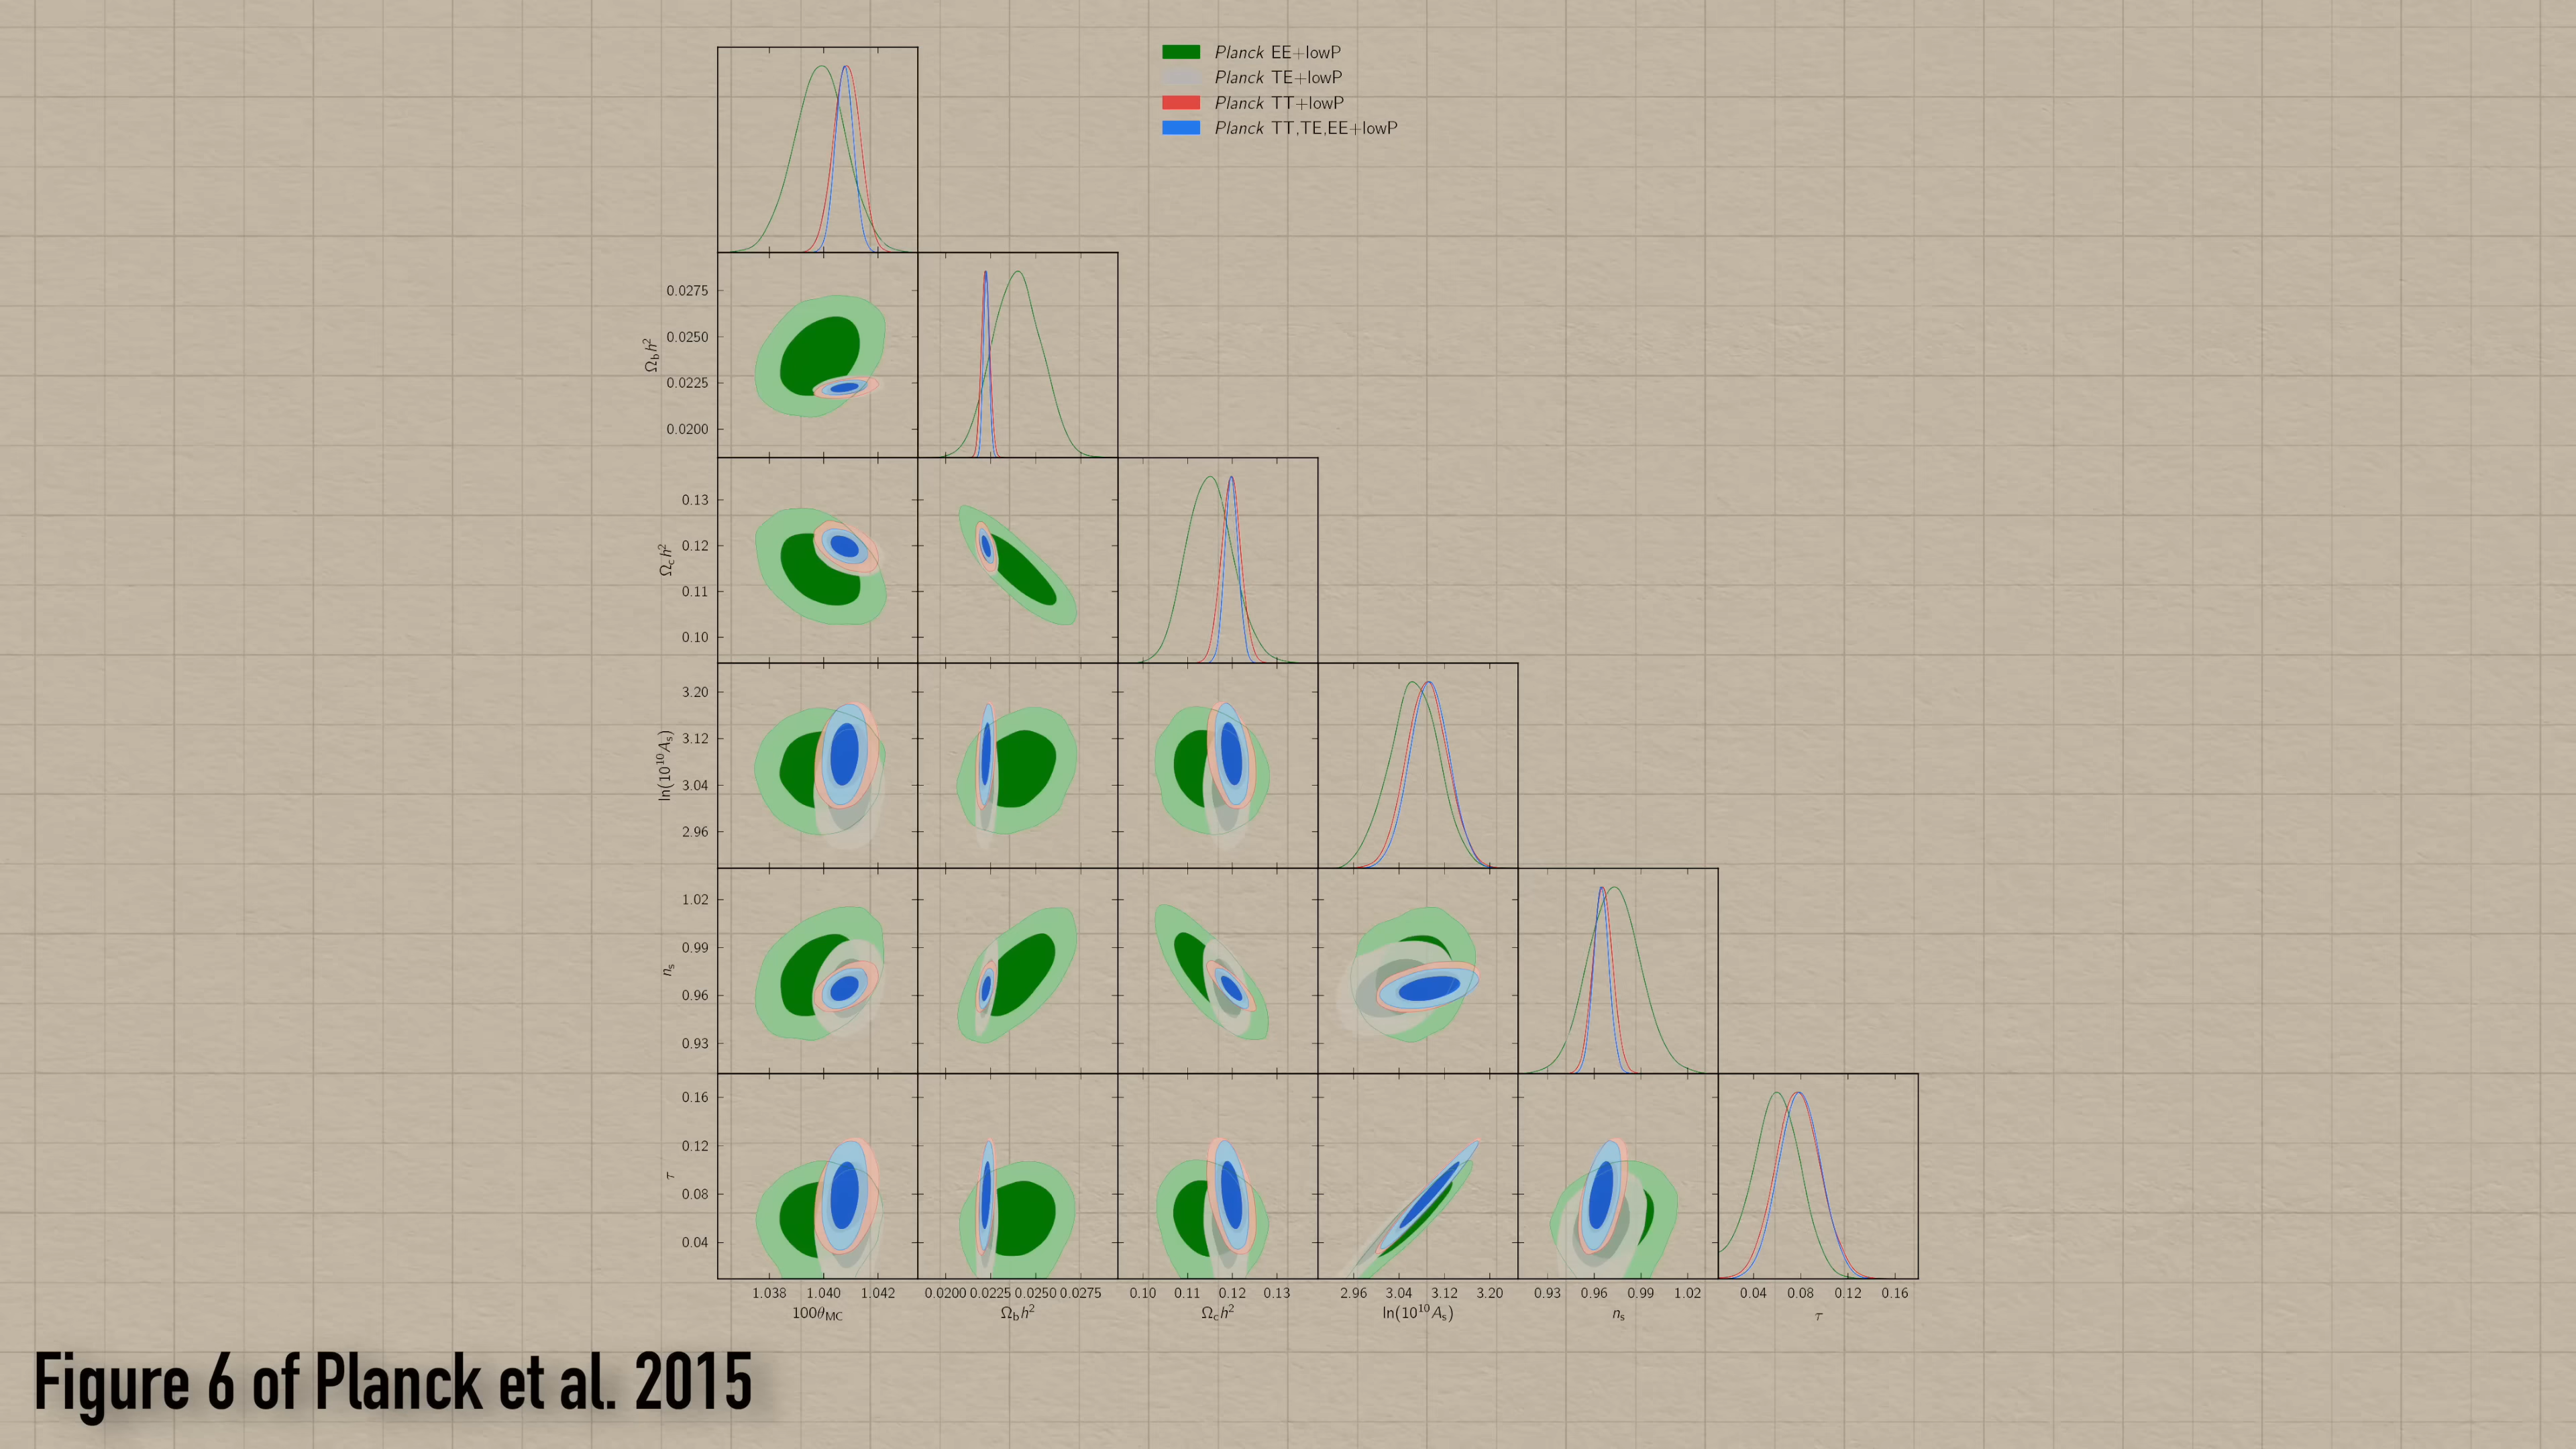 Planck EE+lowP
Planck TE+lowP
Planck TT+lowP
Planck TT,TE,EE+lowP
0.0275
0.0250
0.0225
0.0200
Ωbh²
0.13
0.12
0.11
0.10
Ωch²
3.20
3.12
3.04
2.96
ln(10¹⁰As)
1.02
0.99
0.96
0.93
ns
0.16
0.12
0.08
0.04
τ
1.038 1.040 1.042 0.0200 0.0225 0.0250 0.0275 0.10 0.11 0.12 0.13 2.96 3.04 3.12 3.20 0.93 0.96 0.99 1.02 0.04 0.08 0.12 0.16
100θMC Ωbh² Ωch² ln(10¹⁰As) ns τ
Figure 6 of Planck et al. 2015